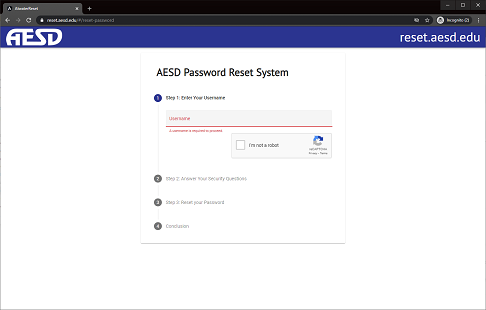 AbsoluteReset
reset.aesd.edu/#/reset-password
Incognito (2)
AESD
reset.aesd.edu
AESD Password Reset System
1 Step 1: Enter Your Username
Username
A username is required to proceed.
I'm not a robot
reCAPTCHA
Privacy - Terms
2 Step 2: Answer Your Security Questions
3 Step 3: Reset your Password
4 Conclusion